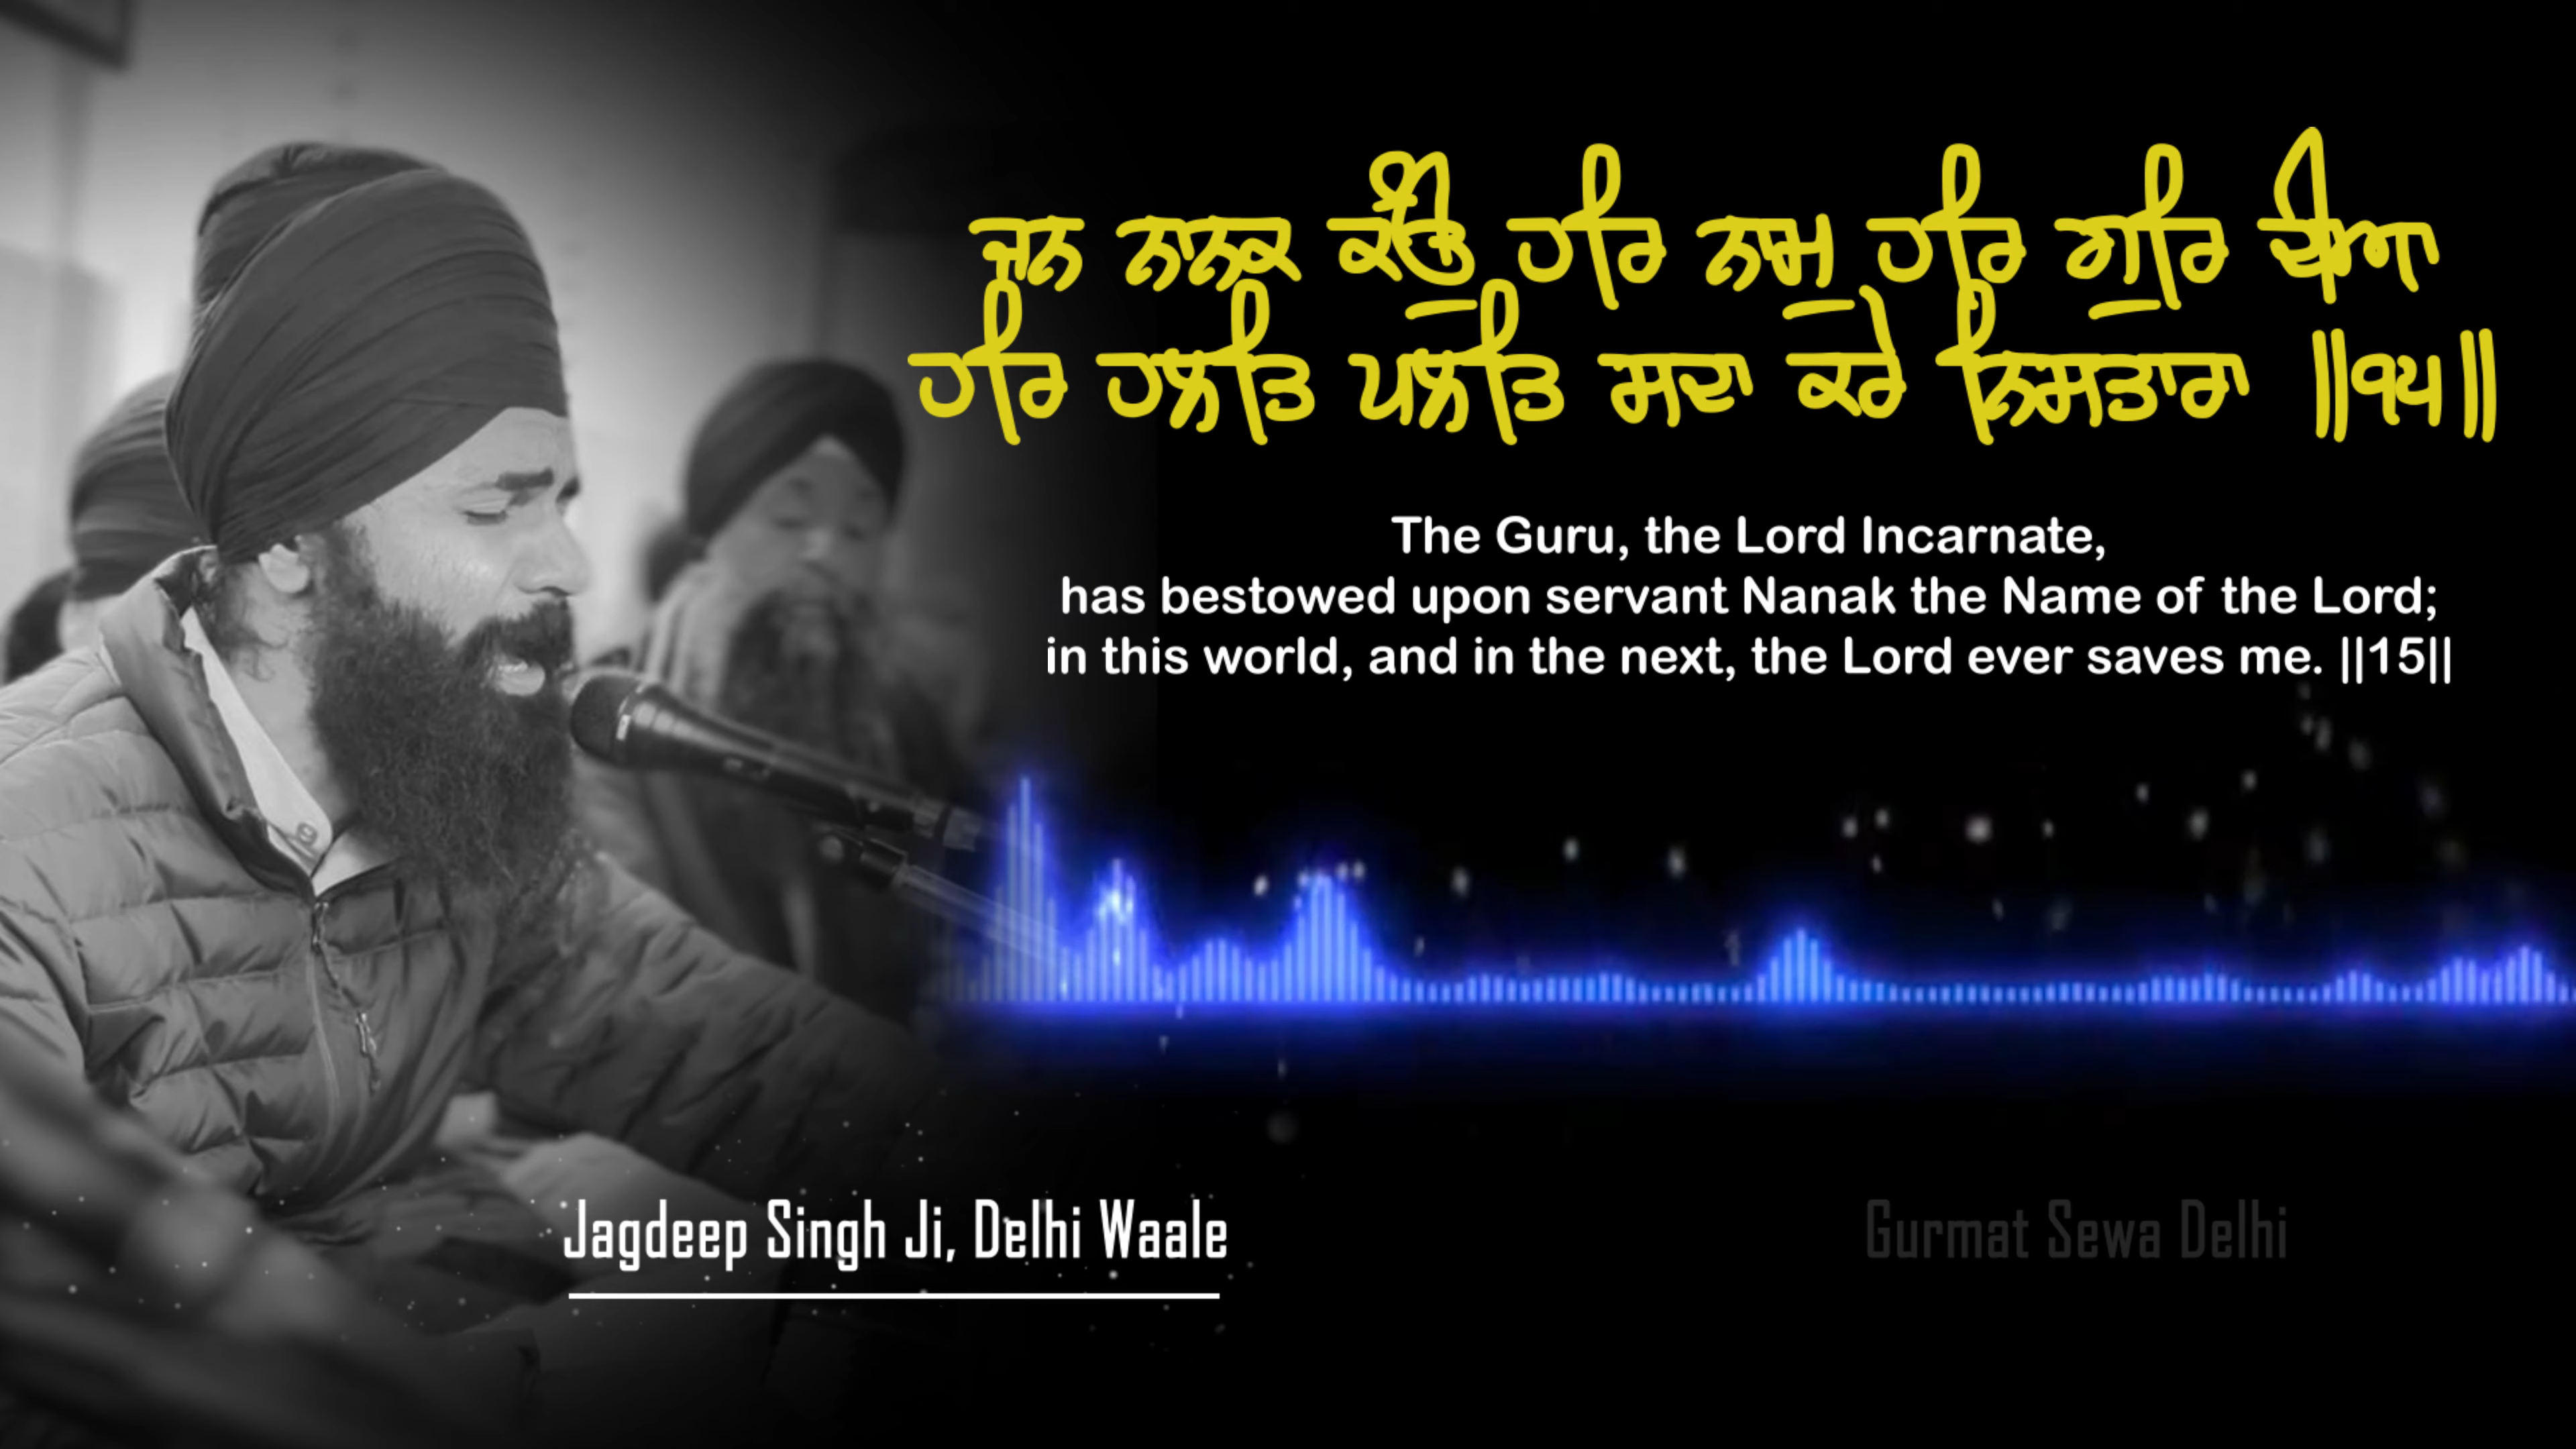 ਜਨ ਨਾਨਕ ਕੰਉ ਹਰਿ ਨਾਮੁ ਹਰਿ ਗੁਰਿ ਦੀਆ
ਹਰਿ ਹਲਤਿ ਪਲਤਿ ਸਦਾ ਕਰੇ ਨਿਸਤਾਰਾ ॥੧੫॥
The Guru, the Lord Incarnate,
has bestowed upon servant Nanak the Name of the Lord;
in this world, and in the next, the Lord ever saves me. ||15||
Jagdeep Singh Ji, Delhi Waale
Gurmat Sewa Delhi